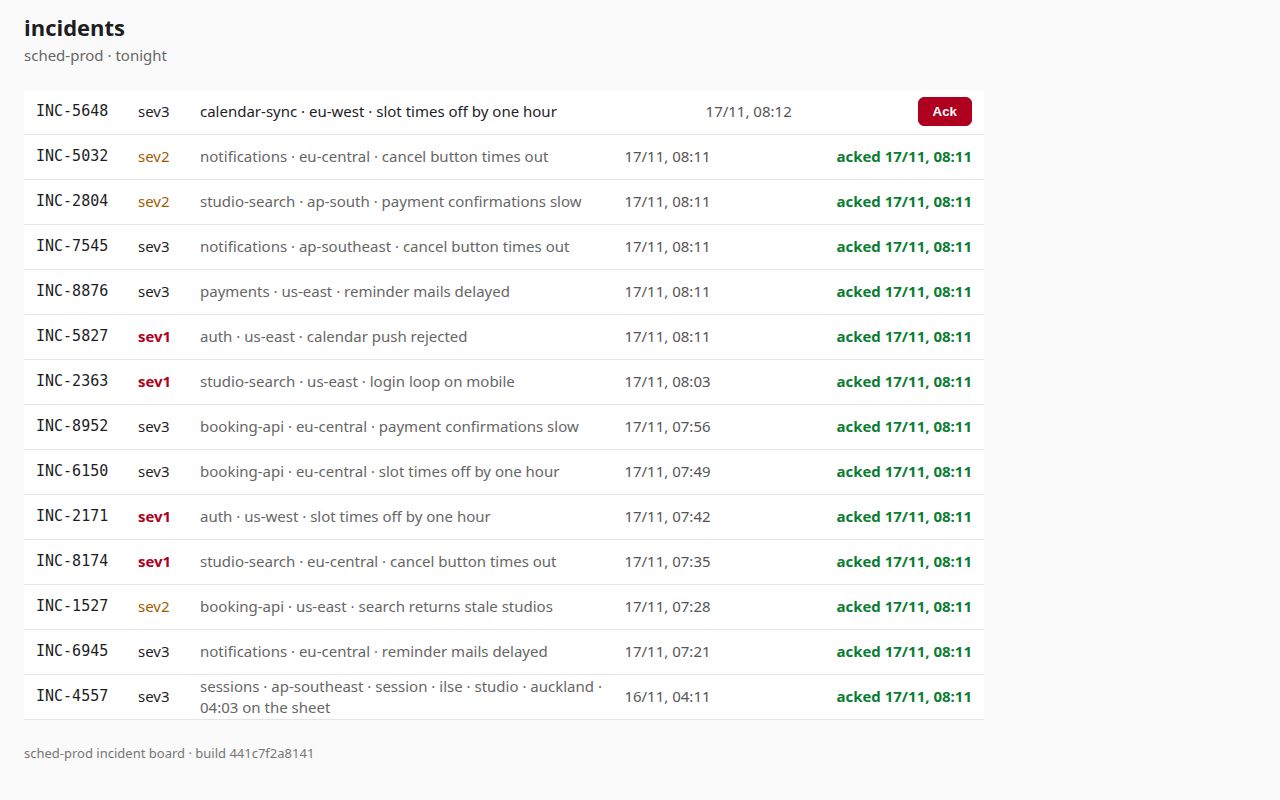 incidents
sched-prod · tonight
INC-5648 sev3 calendar-sync · eu-west · slot times off by one hour 17/11, 08:12 Ack
INC-5032 sev2 notifications · eu-central · cancel button times out 17/11, 08:11 acked 17/11, 08:11
INC-2804 sev2 studio-search · ap-south · payment confirmations slow 17/11, 08:11 acked 17/11, 08:11
INC-7545 sev3 notifications · ap-southeast · cancel button times out 17/11, 08:11 acked 17/11, 08:11
INC-8876 sev3 payments · us-east · reminder mails delayed 17/11, 08:11 acked 17/11, 08:11
INC-5827 sev1 auth · us-east · calendar push rejected 17/11, 08:11 acked 17/11, 08:11
INC-2363 sev1 studio-search · us-east · login loop on mobile 17/11, 08:03 acked 17/11, 08:11
INC-8952 sev3 booking-api · eu-central · payment confirmations slow 17/11, 07:56 acked 17/11, 08:11
INC-6150 sev3 booking-api · eu-central · slot times off by one hour 17/11, 07:49 acked 17/11, 08:11
INC-2171 sev1 auth · us-west · slot times off by one hour 17/11, 07:42 acked 17/11, 08:11
INC-8174 sev1 studio-search · eu-central · cancel button times out 17/11, 07:35 acked 17/11, 08:11
INC-1527 sev2 booking-api · us-east · search returns stale studios 17/11, 07:28 acked 17/11, 08:11
INC-6945 sev3 notifications · eu-central · reminder mails delayed 17/11, 07:21 acked 17/11, 08:11
INC-4557 sev3 sessions · ap-southeast · session · ilse · studio · auckland · 16/11, 04:11 acked 17/11, 08:11
04:03 on the sheet
sched-prod incident board · build 441c7f2a8141